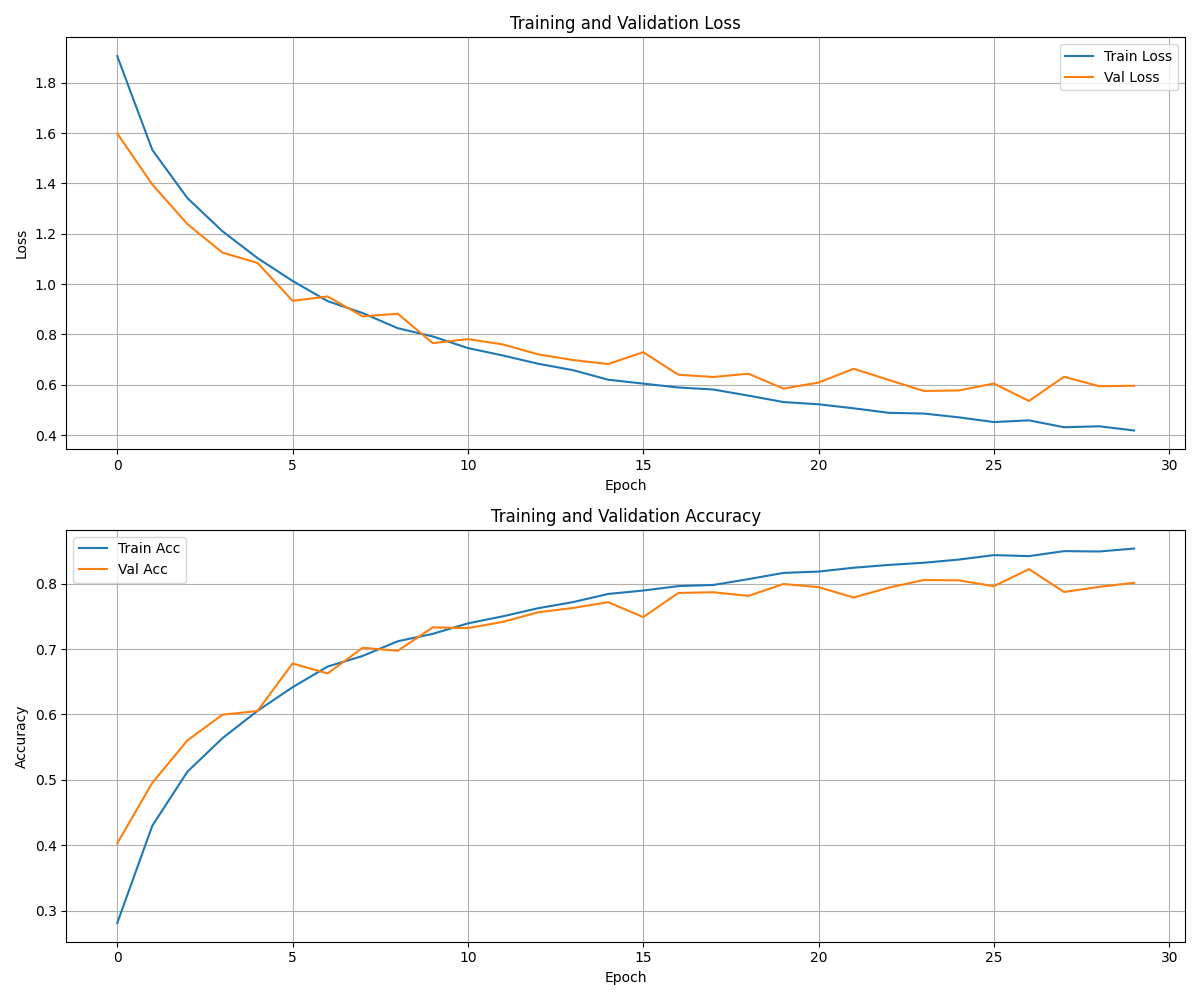 Training and Validation Loss
Train Loss
Val Loss
1.8
1.6
1.4
1.2
1.0
0.8
0.6
0.4
Loss
0 5 10 15 20 25 30
Epoch
Training and Validation Accuracy
Train Acc
Val Acc
0.8
0.7
0.6
0.5
0.4
0.3
Accuracy
0 5 10 15 20 25 30
Epoch